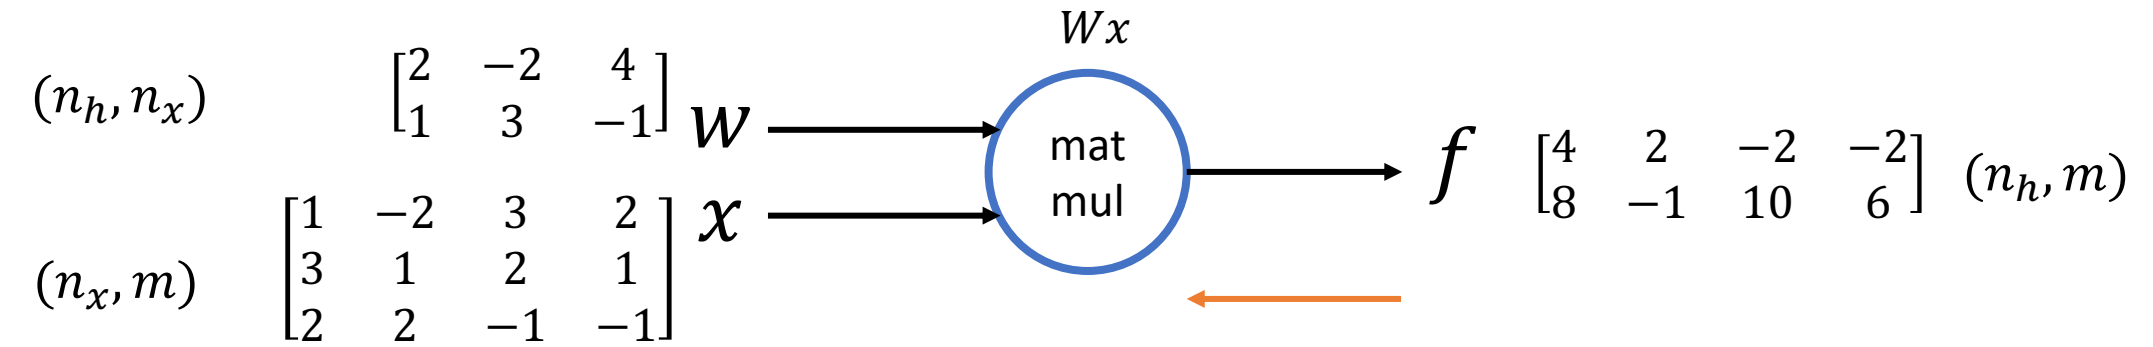 Wx
(n_h, n_x)
[2 −2 4
1 3 −1]
W
mat
mul
f
[4 2 −2 −2
8 −1 10 6]
(n_h, m)
(n_x, m)
[1 −2 3 2
3 1 2 1
2 2 −1 −1]
x